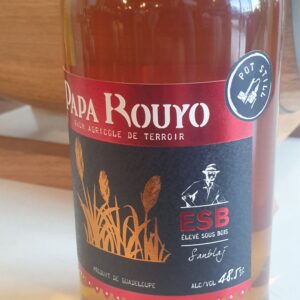 PAPA ROUYO
RHUM AGRICOLE DE TERROIR
POT STILL
ESB
ÉLEVÉ SOUS BOIS
Sanblaj
PRODUIT DE GUADELOUPE
ALC/VOL 48.5%